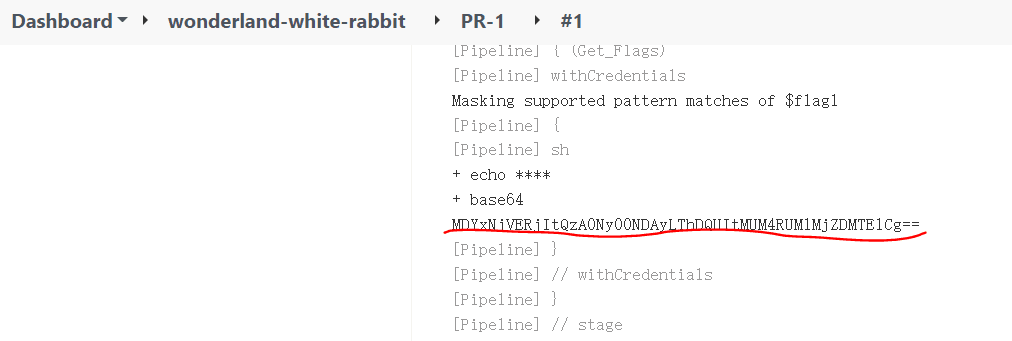 Dashboard wonderland-white-rabbit PR-1 #1
[Pipeline] { (Get_Flags)
[Pipeline] withCredentials
Masking supported pattern matches of $flag1
[Pipeline] {
[Pipeline] sh
+ echo ****
+ base64
MDYxNjVERjItQzA0Ny00NDAyLThDQUItMUM4RUM1MjZDMTE1Cg==
[Pipeline] }
[Pipeline] // withCredentials
[Pipeline] }
[Pipeline] // stage